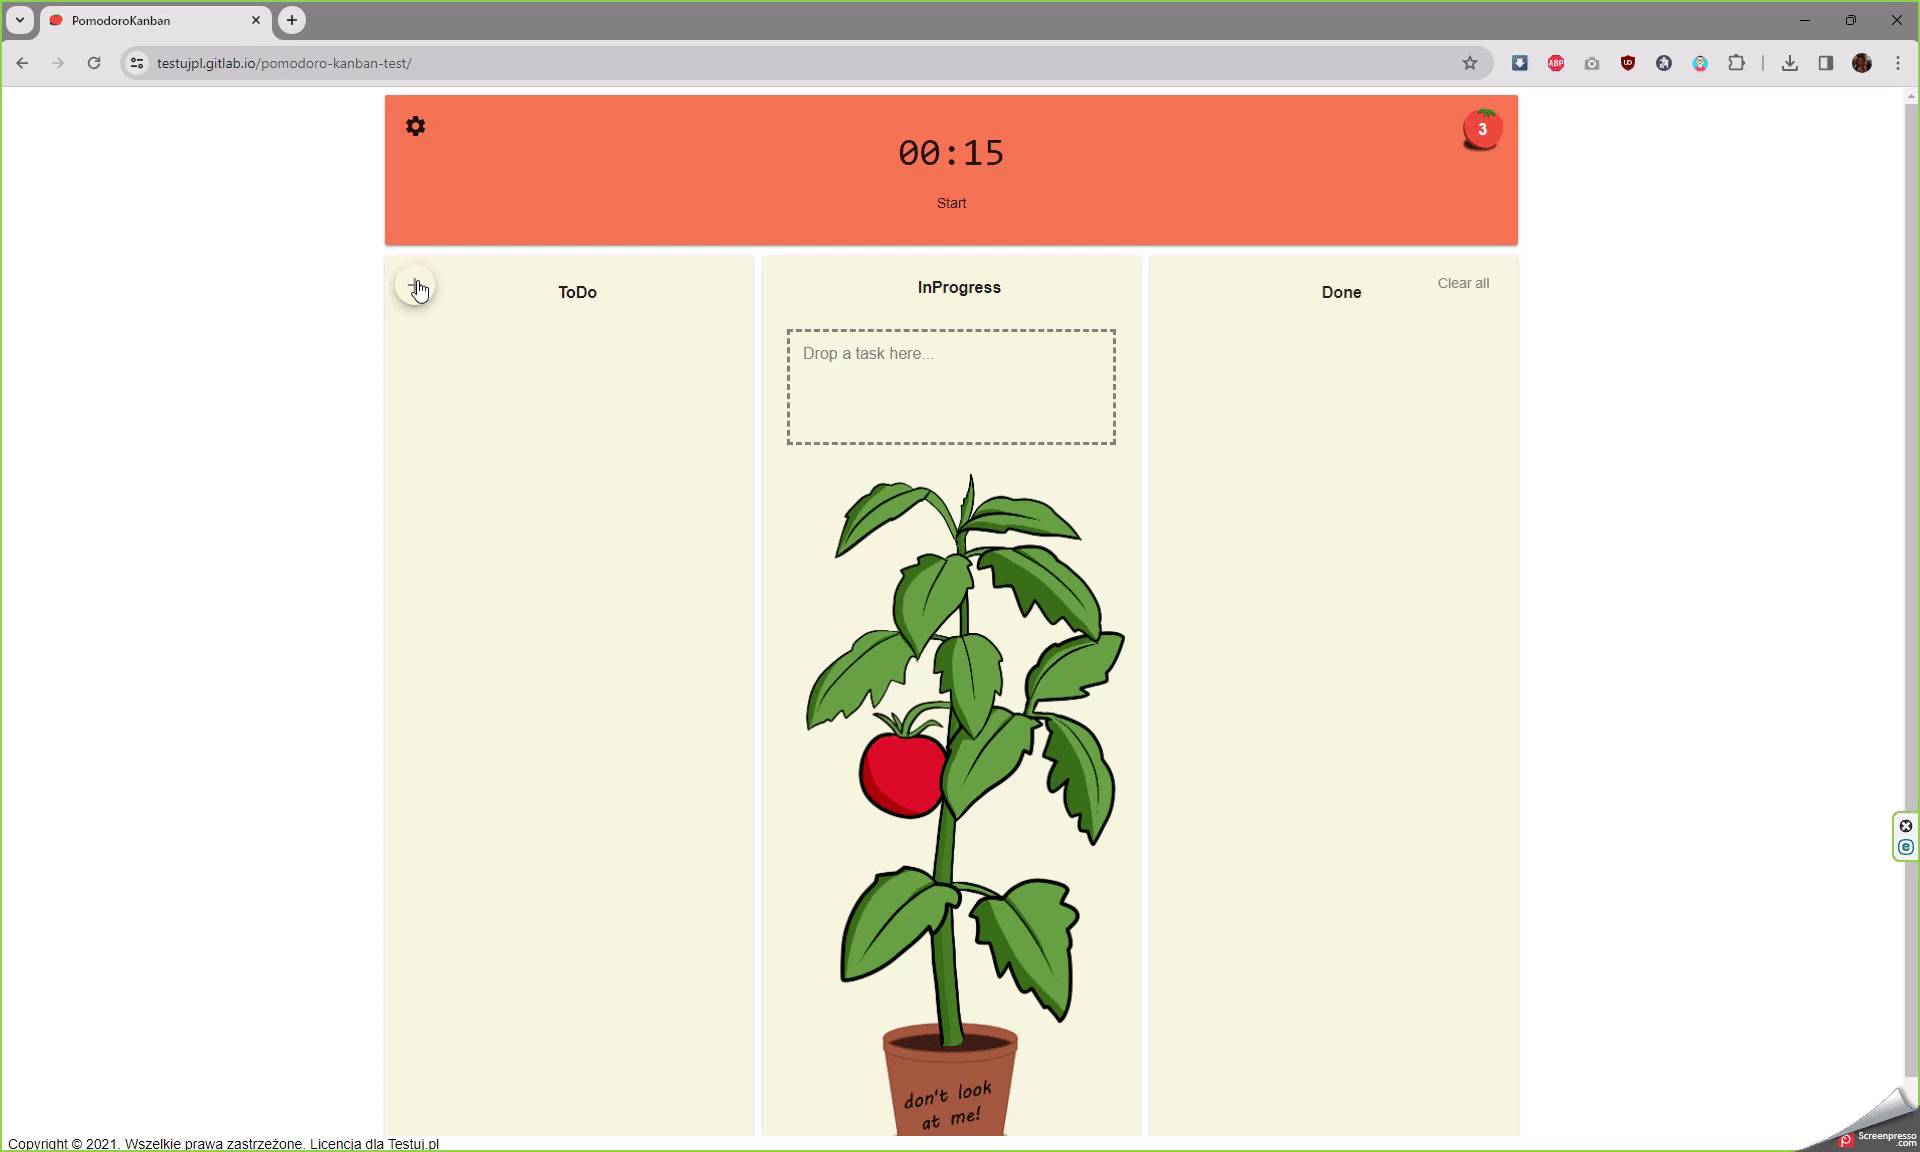 PomodoroKanban
testujpl.gitlab.io/pomodoro-kanban-test/
ABP
3
00:15
Start
ToDo
InProgress
Done
Clear all
Drop a task here...
don't look
at me!
Copyright © 2021. Wszelkie prawa zastrzeżone. Licencja dla Testuj.pl
Screenpresso
.com